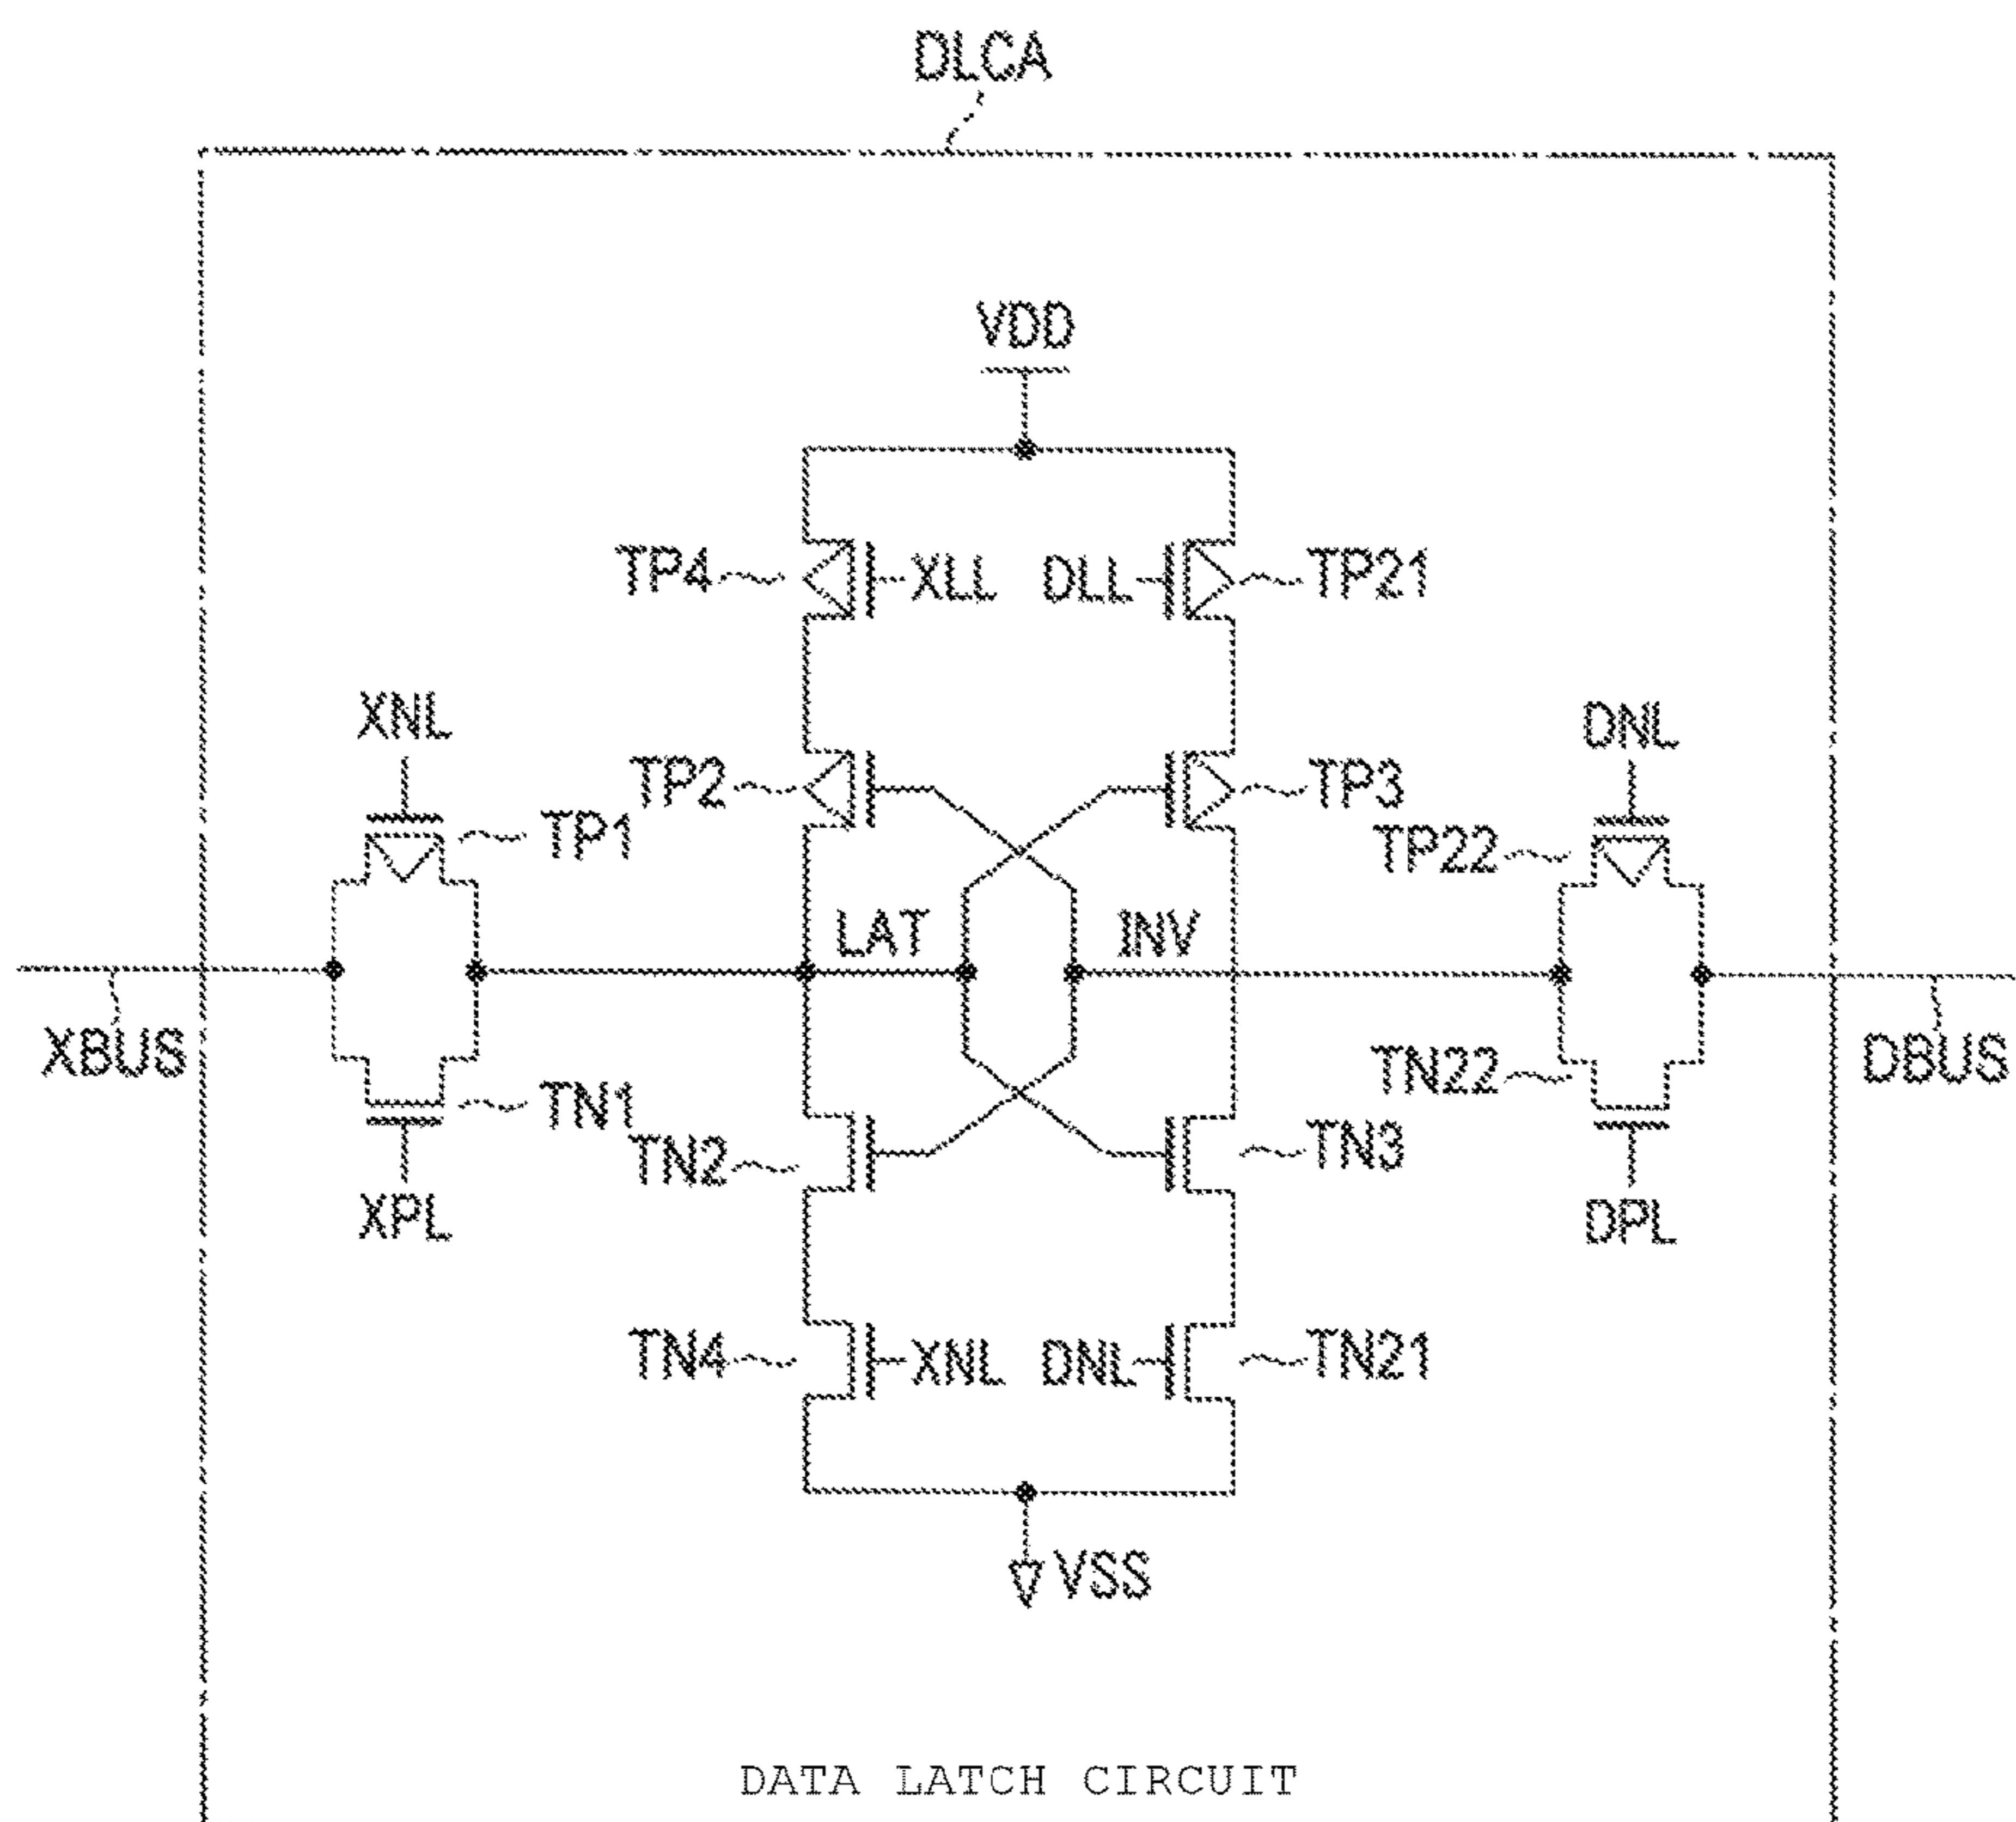 DLCA
VDD
TP4 XLL DLL TP21
XNL DNL
TP2 TP3
TP1 TP22
LAT INV
XBUS TN22 DBUS
TN1
TN2 TN3
XPL DPL
TN4 XNL DNL TN21
VSS
DATA LATCH CIRCUIT